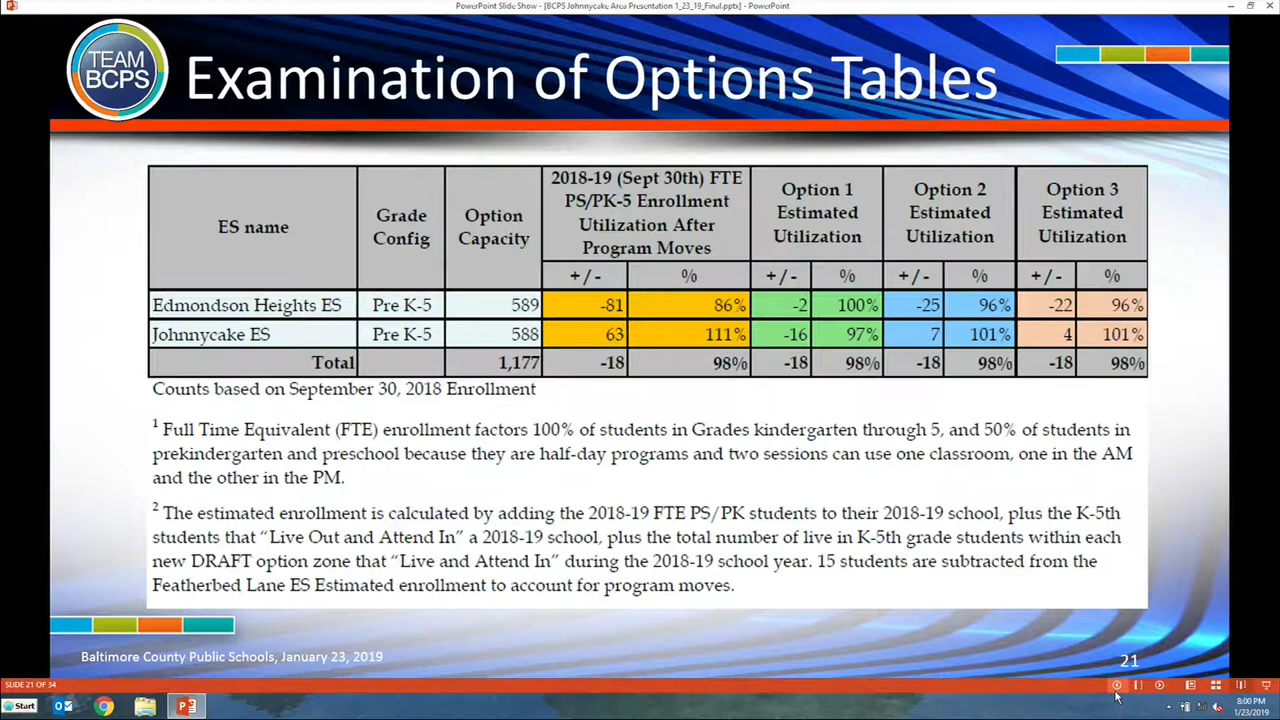 PowerPoint Slide Show - [BCPS Johnnycake Area Presentation 1_23_19_Final.pptx] - PowerPoint
TEAM
BCPS
Examination of Options Tables
ES name
Grade
Config
Option
Capacity
2018-19 (Sept 30th) FTE
PS/PK-5 Enrollment
Utilization After
Program Moves
Option 1
Estimated
Utilization
Option 2
Estimated
Utilization
Option 3
Estimated
Utilization
+ / - % + / - % + / - % + / - %
Edmondson Heights ES Pre K-5 589 -81 86% -2 100% -25 96% -22 96%
Johnnycake ES Pre K-5 588 63 111% -16 97% 7 101% 4 101%
Total 1,177 -18 98% -18 98% -18 98% -18 98%
Counts based on September 30, 2018 Enrollment
1 Full Time Equivalent (FTE) enrollment factors 100% of students in Grades kindergarten through 5, and 50% of students in
prekindergarten and preschool because they are half-day programs and two sessions can use one classroom, one in the AM
and the other in the PM.
2 The estimated enrollment is calculated by adding the 2018-19 FTE PS/PK students to their 2018-19 school, plus the K-5th
students that “Live Out and Attend In” a 2018-19 school, plus the total number of live in K-5th grade students within each
new DRAFT option zone that “Live and Attend In” during the 2018-19 school year. 15 students are subtracted from the
Featherbed Lane ES Estimated enrollment to account for program moves.
Baltimore County Public Schools, January 23, 2019
21
SLIDE 21 OF 34
Start
8:00 PM
1/23/2019